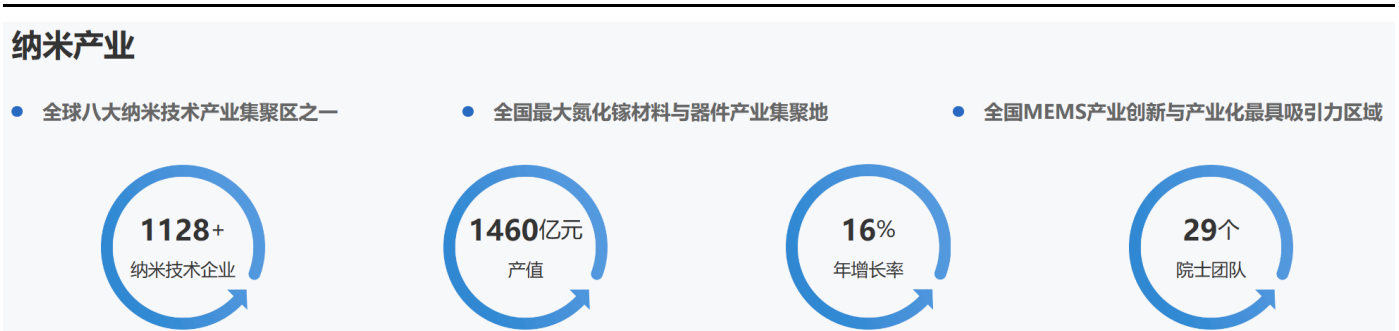 纳米产业
全球八大纳米技术产业集聚区之一
全国最大氮化镓材料与器件产业集聚地
全国MEMS产业创新与产业化最具吸引力区域
1128+
纳米技术企业
1460亿元
产值
16%
年增长率
29个
院士团队